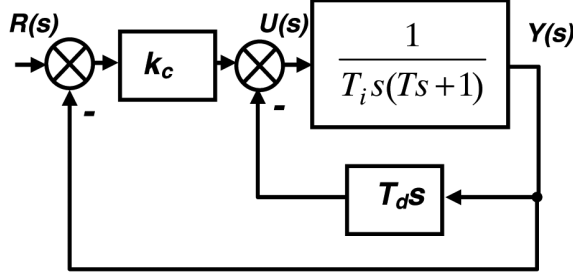 R(s)
U(s)
Y(s)
k_c
1
T_i s(Ts+1)
-
-
T_d s